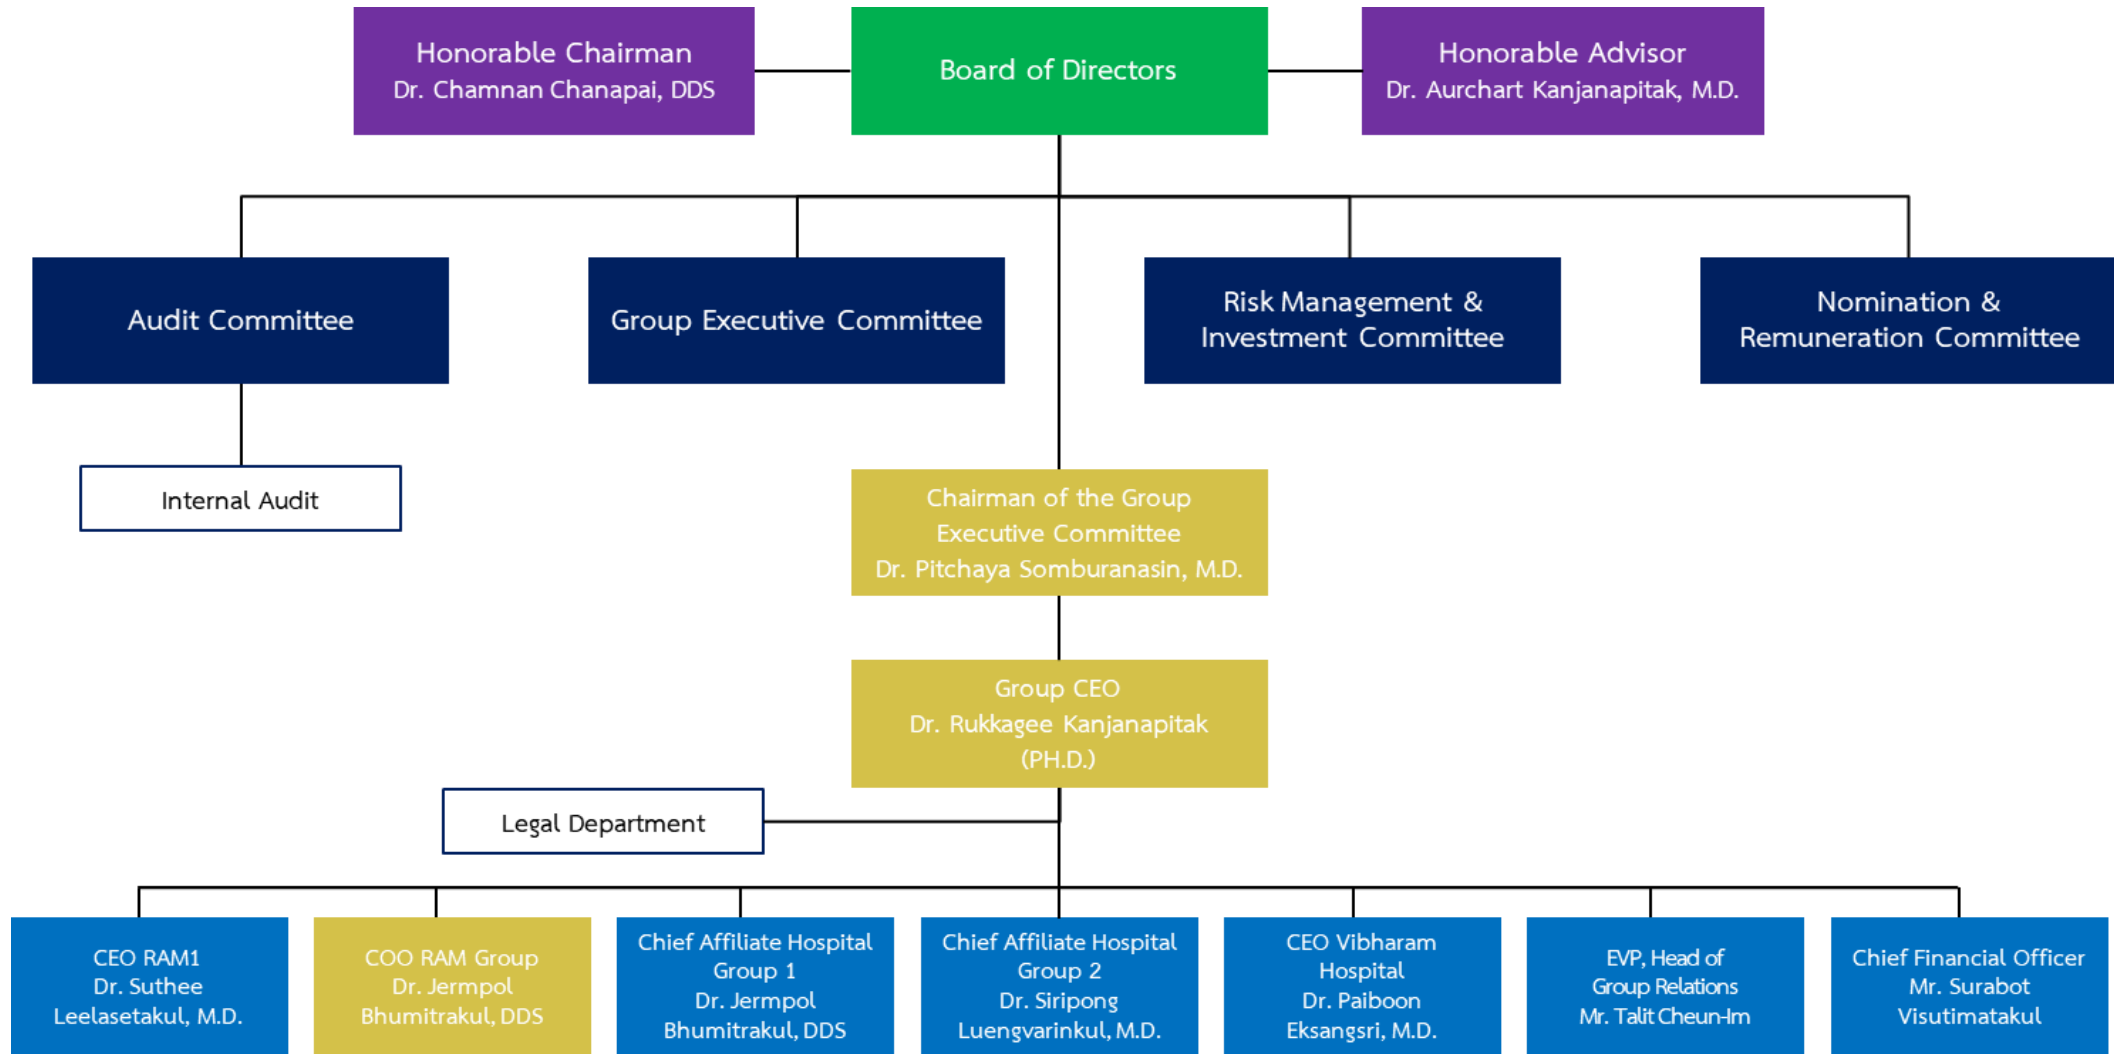 Honorable Chairman
Dr. Chamnan Chanapai, DDS
Board of Directors
Honorable Advisor
Dr. Aurchart Kanjanapitak, M.D.
Audit Committee
Group Executive Committee
Risk Management &
Investment Committee
Nomination &
Remuneration Committee
Internal Audit
Chairman of the Group
Executive Committee
Dr. Pitchaya Somburanasin, M.D.
Group CEO
Dr. Rukkagee Kanjanapitak
(PH.D.)
Legal Department
CEO RAM1
Dr. Suthee
Leelasetakul, M.D.
COO RAM Group
Dr. Jermpol
Bhumitrakul, DDS
Chief Affiliate Hospital
Group 1
Dr. Jermpol
Bhumitrakul, DDS
Chief Affiliate Hospital
Group 2
Dr. Siripong
Luengvarinkul, M.D.
CEO Vibharam
Hospital
Dr. Paiboon
Eksangsri, M.D.
EVP, Head of
Group Relations
Mr. Talit Cheun-Im
Chief Financial Officer
Mr. Surabot
Visutimatakul